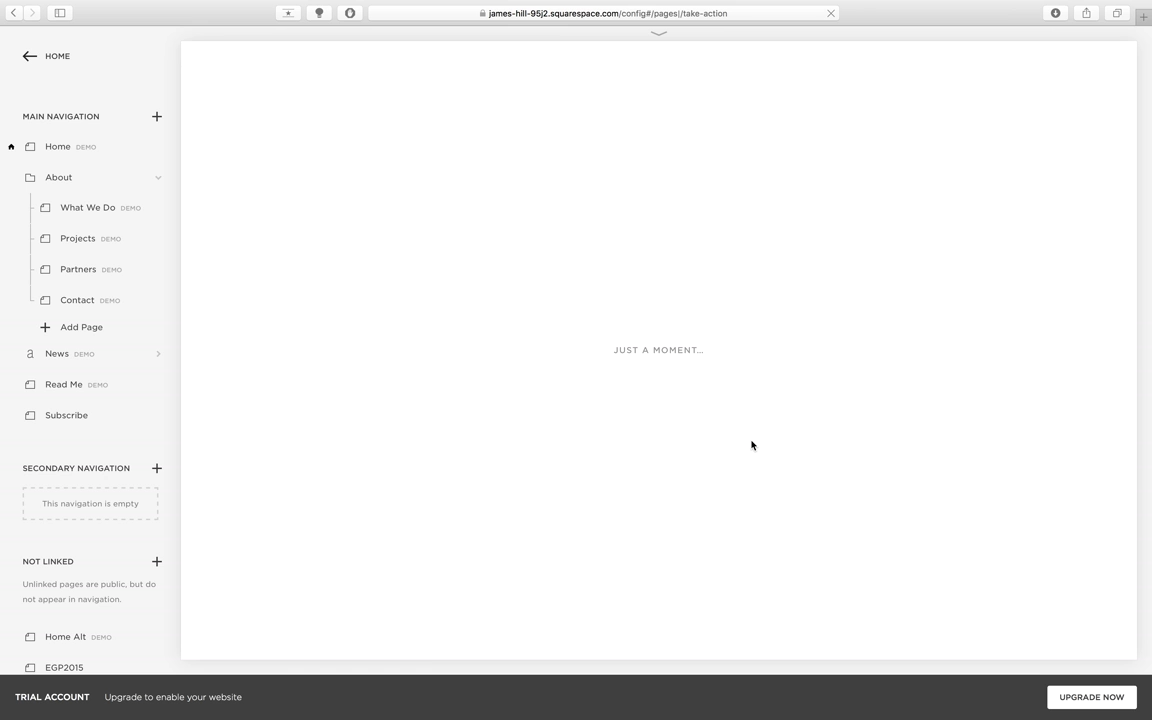 james-hill-95j2.squarespace.com/config#/pages|/take-action
HOME
MAIN NAVIGATION
Home DEMO
About
What We Do DEMO
Projects DEMO
Partners DEMO
Contact DEMO
Add Page
News DEMO
Read Me DEMO
Subscribe
SECONDARY NAVIGATION
This navigation is empty
NOT LINKED
Unlinked pages are public, but do
not appear in navigation.
Home Alt DEMO
EGP2015
JUST A MOMENT...
TRIAL ACCOUNT Upgrade to enable your website
UPGRADE NOW